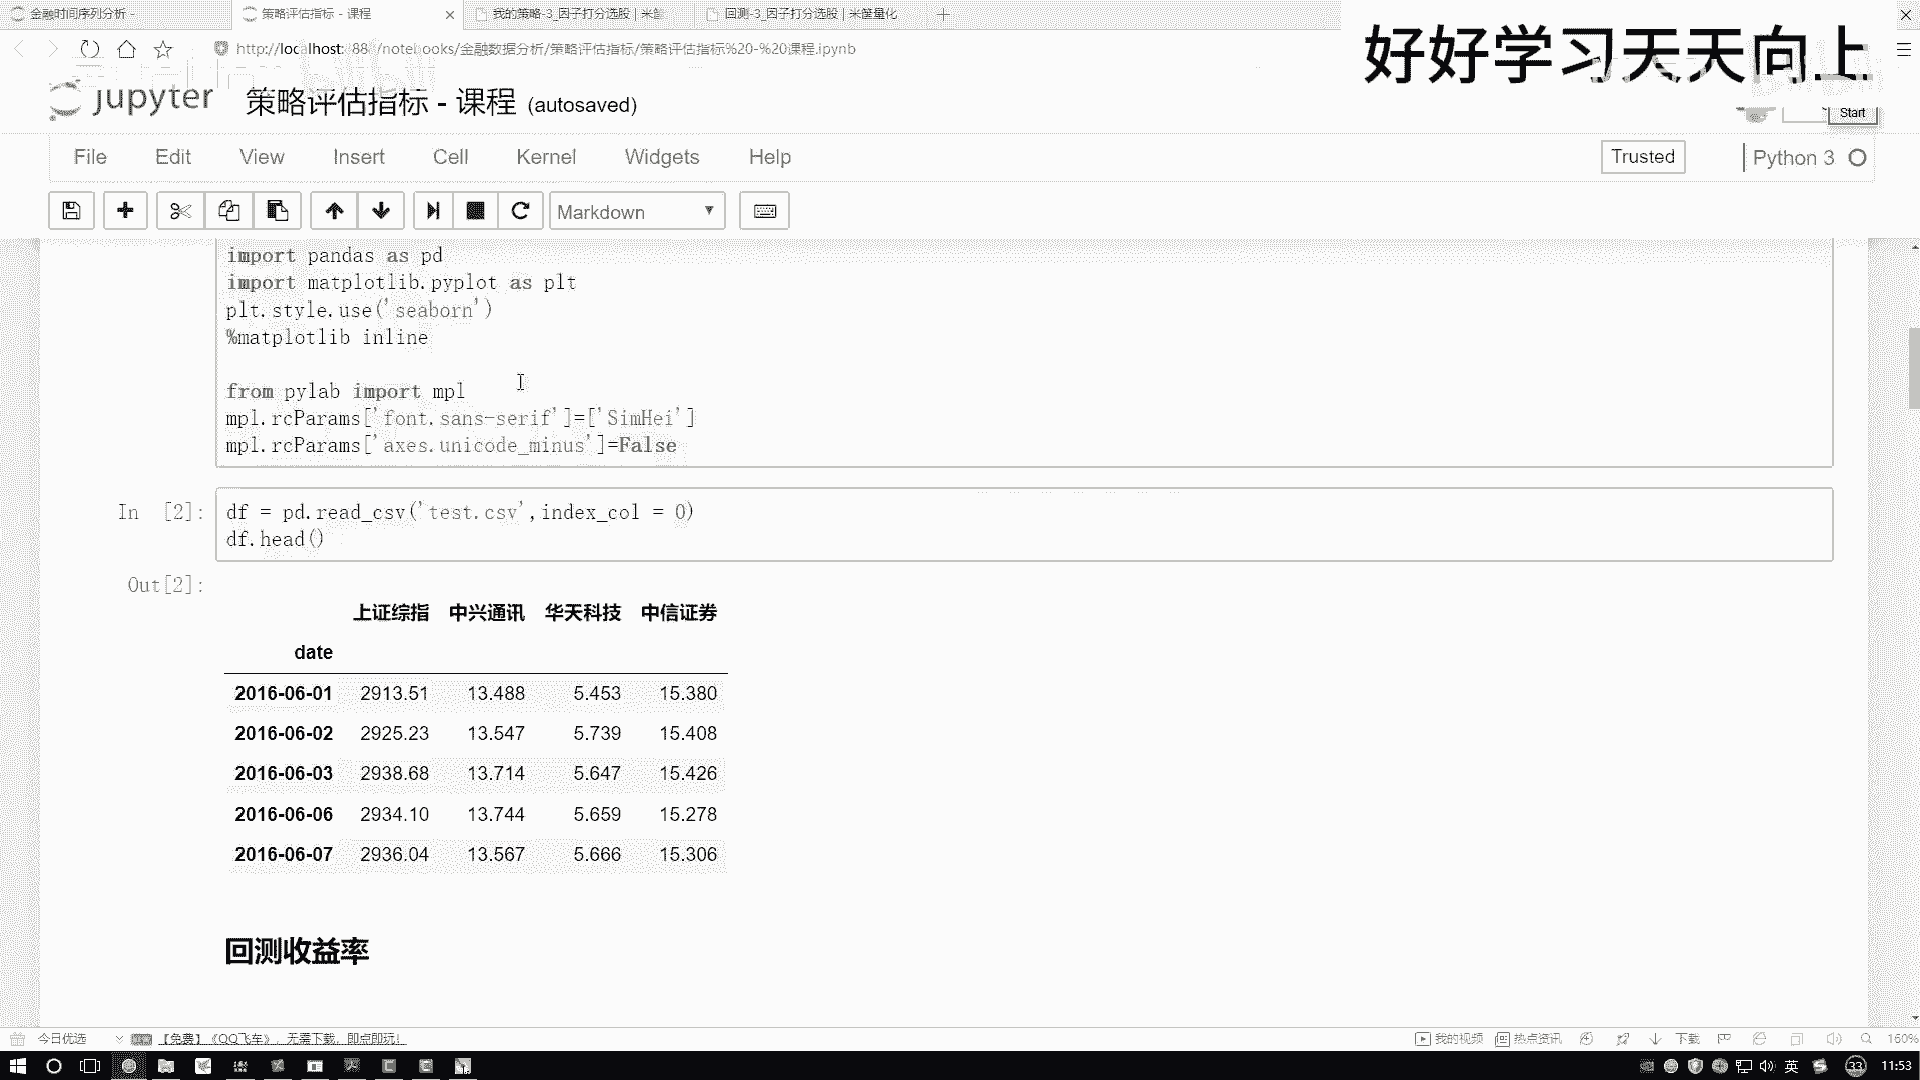 金融时间序列分析 -
策略评估指标 - 课程
我的策略-3_因子打分选股 | 米筐
回测-3_因子打分选股 | 米筐量化
好好学习天天向上
http://localhost:888/notebooks/金融数据分析/策略评估指标/策略评估指标%20-%20课程.ipynb
jupyter 策略评估指标 - 课程 (autosaved)
Start
File Edit View Insert Cell Kernel Widgets Help
Trusted
Python 3
Markdown
import pandas as pd
import matplotlib.pyplot as plt
plt.style.use('seaborn')
%matplotlib inline
from pylab import mpl
mpl.rcParams['font.sans-serif']=['SimHei']
mpl.rcParams['axes.unicode_minus']=False
In [2]:
df = pd.read_csv('test.csv',index_col = 0)
df.head()
Out[2]:
上证综指 中兴通讯 华天科技 中信证券
date
2016-06-01 2913.51 13.488 5.453 15.380
2016-06-02 2925.23 13.547 5.739 15.408
2016-06-03 2938.68 13.714 5.647 15.426
2016-06-06 2934.10 13.744 5.659 15.278
2016-06-07 2936.04 13.567 5.666 15.306
回测收益率
今日优选
【免费】《QQ飞车》，无需下载，即点即玩！
我的视频
热点资讯
下载
160%
英
33
11:53